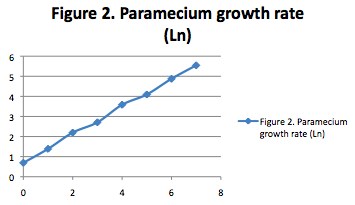 Figure 2. Paramecium growth rate
(Ln)
6
5
4
3
2
1
0
0 2 4 6 8
Figure 2. Paramecium
growth rate (Ln)